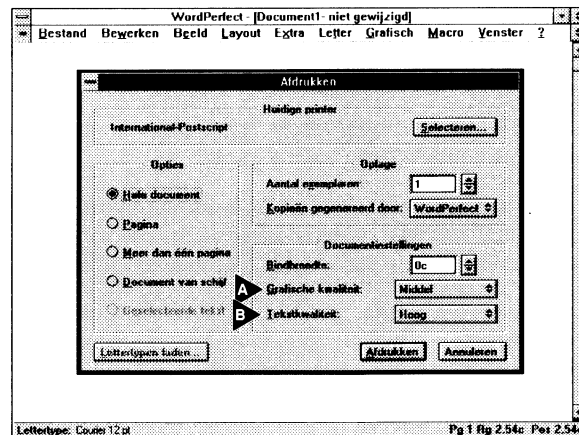 WordPerfect - [Document1- niet gewijzigd]
Bestand Bewerken Beeld Layout Extra Letter Grafisch Macro Venster ?
Afdrukken
Huidige printer
International-Postscript
Selecteren...
Opties
Hele document
Pagina
Meer dan één pagina
Document van schijf
Geselecteerde tekst
Oplage
Aantal exemplaren: 1
Kopieën gegenereerd door: WordPerfect
Documentinstellingen
Bindbreedte: 0c
A Grafische kwaliteit: Middel
B Tekstkwaliteit: Hoog
Lettertypen laden...
Afdrukken
Annuleren
Lettertype: Courier 12 pt
Pg 1 Rg 2.54c Pos 2.54